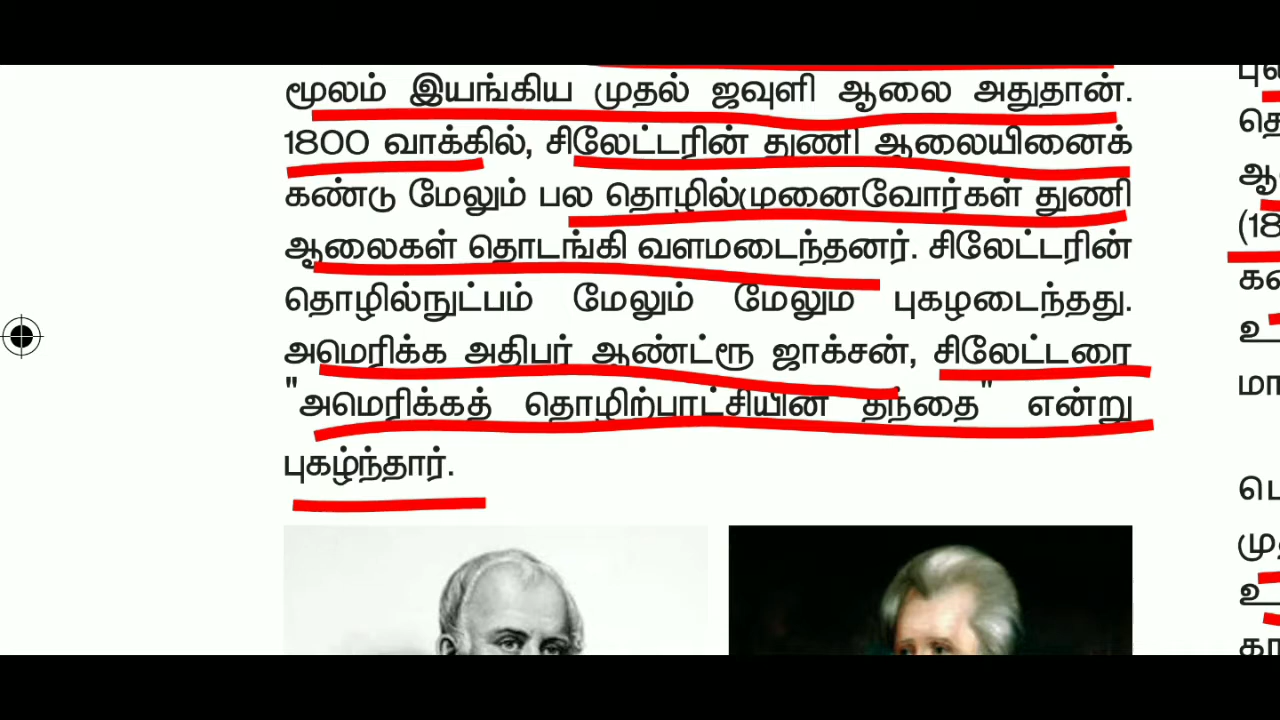 மூலம் இயங்கிய முதல் ஜவுளி ஆலை அதுதான்.
1800 வாக்கில், சிலேட்டரின் துணி ஆலையினைக்
கண்டு மேலும் பல தொழில்முனைவோர்கள் துணி
ஆலைகள் தொடங்கி வளமடைந்தனர். சிலேட்டரின்
தொழில்நுட்பம் மேலும் மேலும் புகழடைந்தது.
அமெரிக்க அதிபர் ஆண்ட்ரூ ஜாக்சன், சிலேட்டரை
"அமெரிக்கத் தொழிற்பாட்சியின் தந்தை" என்று
புகழ்ந்தார்.
(18